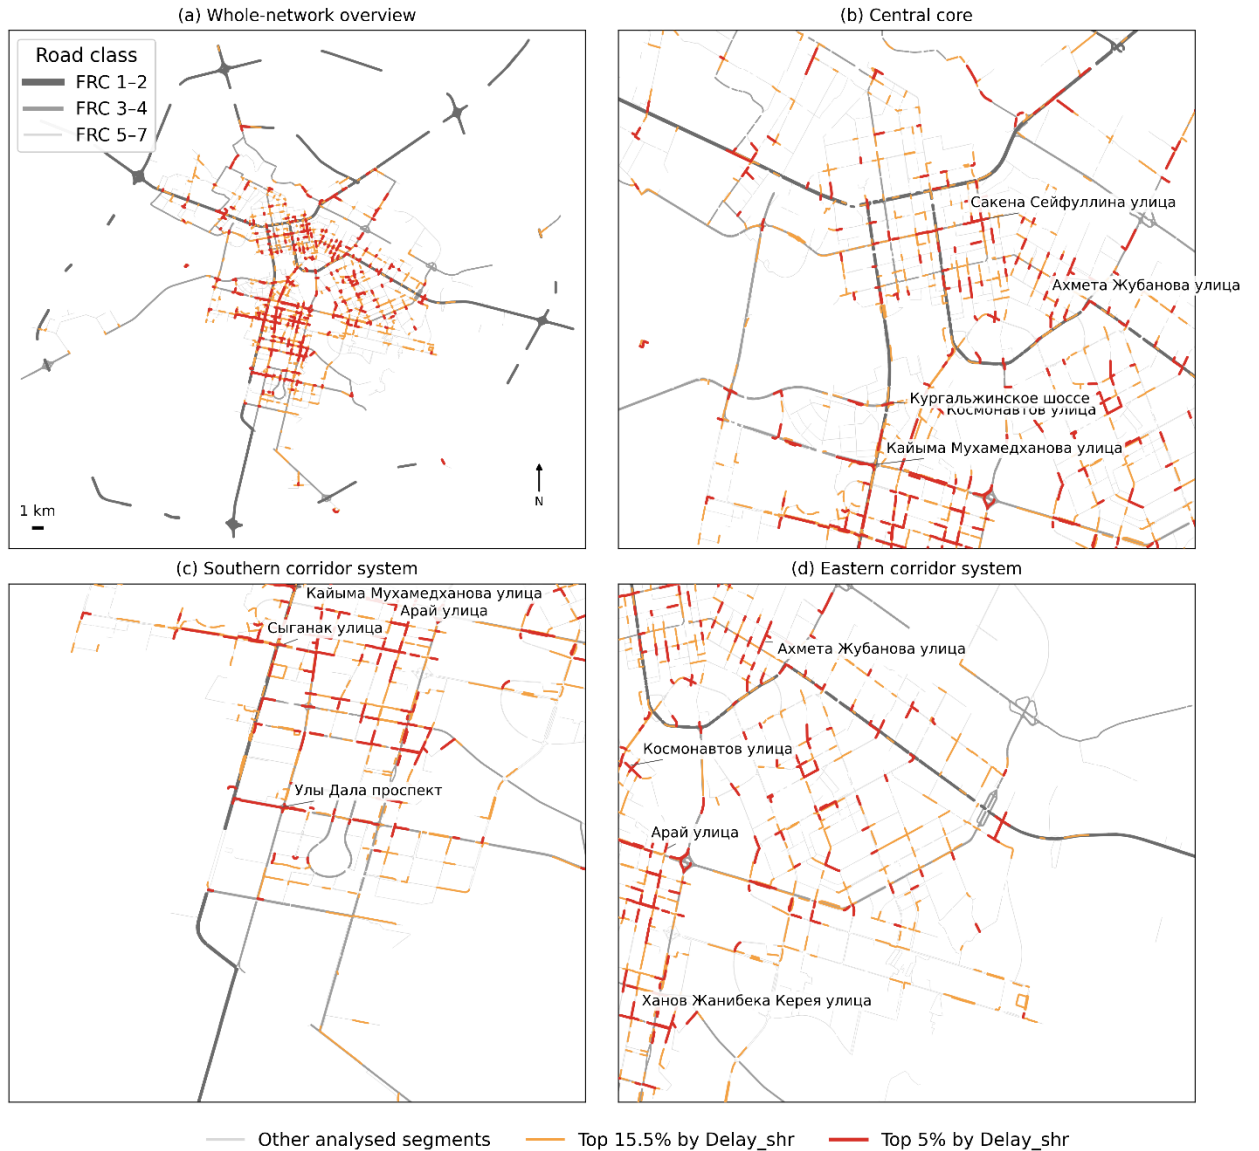 (a) Whole-network overview
Road class
FRC 1–2
FRC 3–4
FRC 5–7
1 km
N
(b) Central core
Сакена Сейфуллина улица
Ахмета Жубанова улица
Кургальжинское шоссе
Космонавтов улица
Кайыма Мухамедханова улица
(c) Southern corridor system
Кайыма Мухамедханова улица
Арай улица
Сыганак улица
Улы Дала проспект
(d) Eastern corridor system
Ахмета Жубанова улица
Космонавтов улица
Арай улица
Ханов Жанибека Керея улица
Other analysed segments
Top 15.5% by Delay_shr
Top 5% by Delay_shr